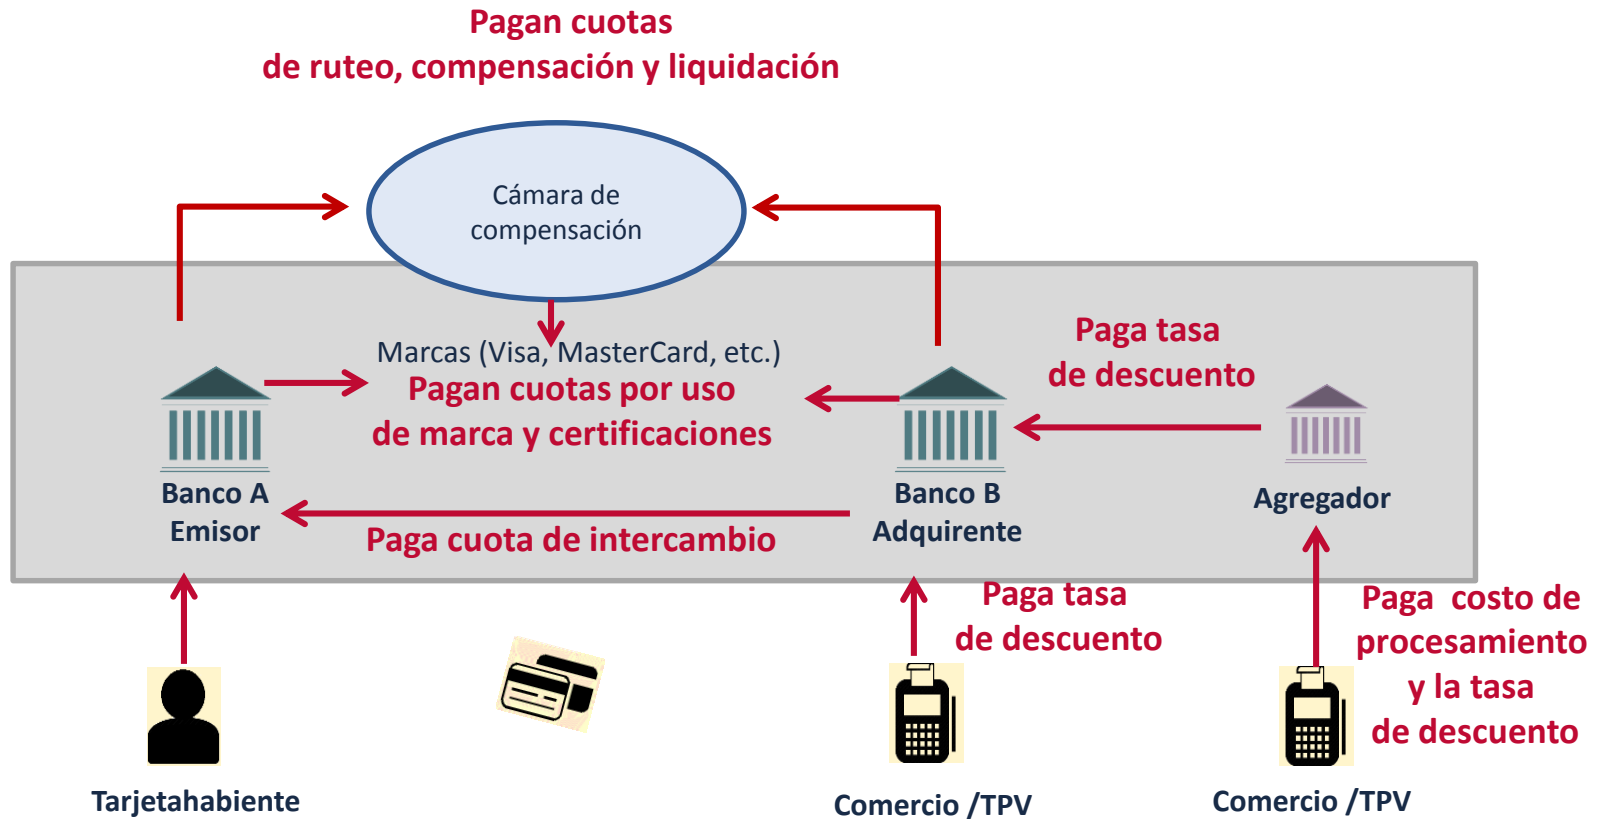 Pagan cuotas
de ruteo, compensación y liquidación
Cámara de
compensación
Marcas (Visa, MasterCard, etc.)
Pagan cuotas por uso
de marca y certificaciones
Paga tasa
de descuento
Banco A
Emisor
Paga cuota de intercambio
Banco B
Adquirente
Agregador
Paga tasa
de descuento
Paga costo de
procesamiento
y la tasa
de descuento
Tarjetahabiente
Comercio /TPV
Comercio /TPV